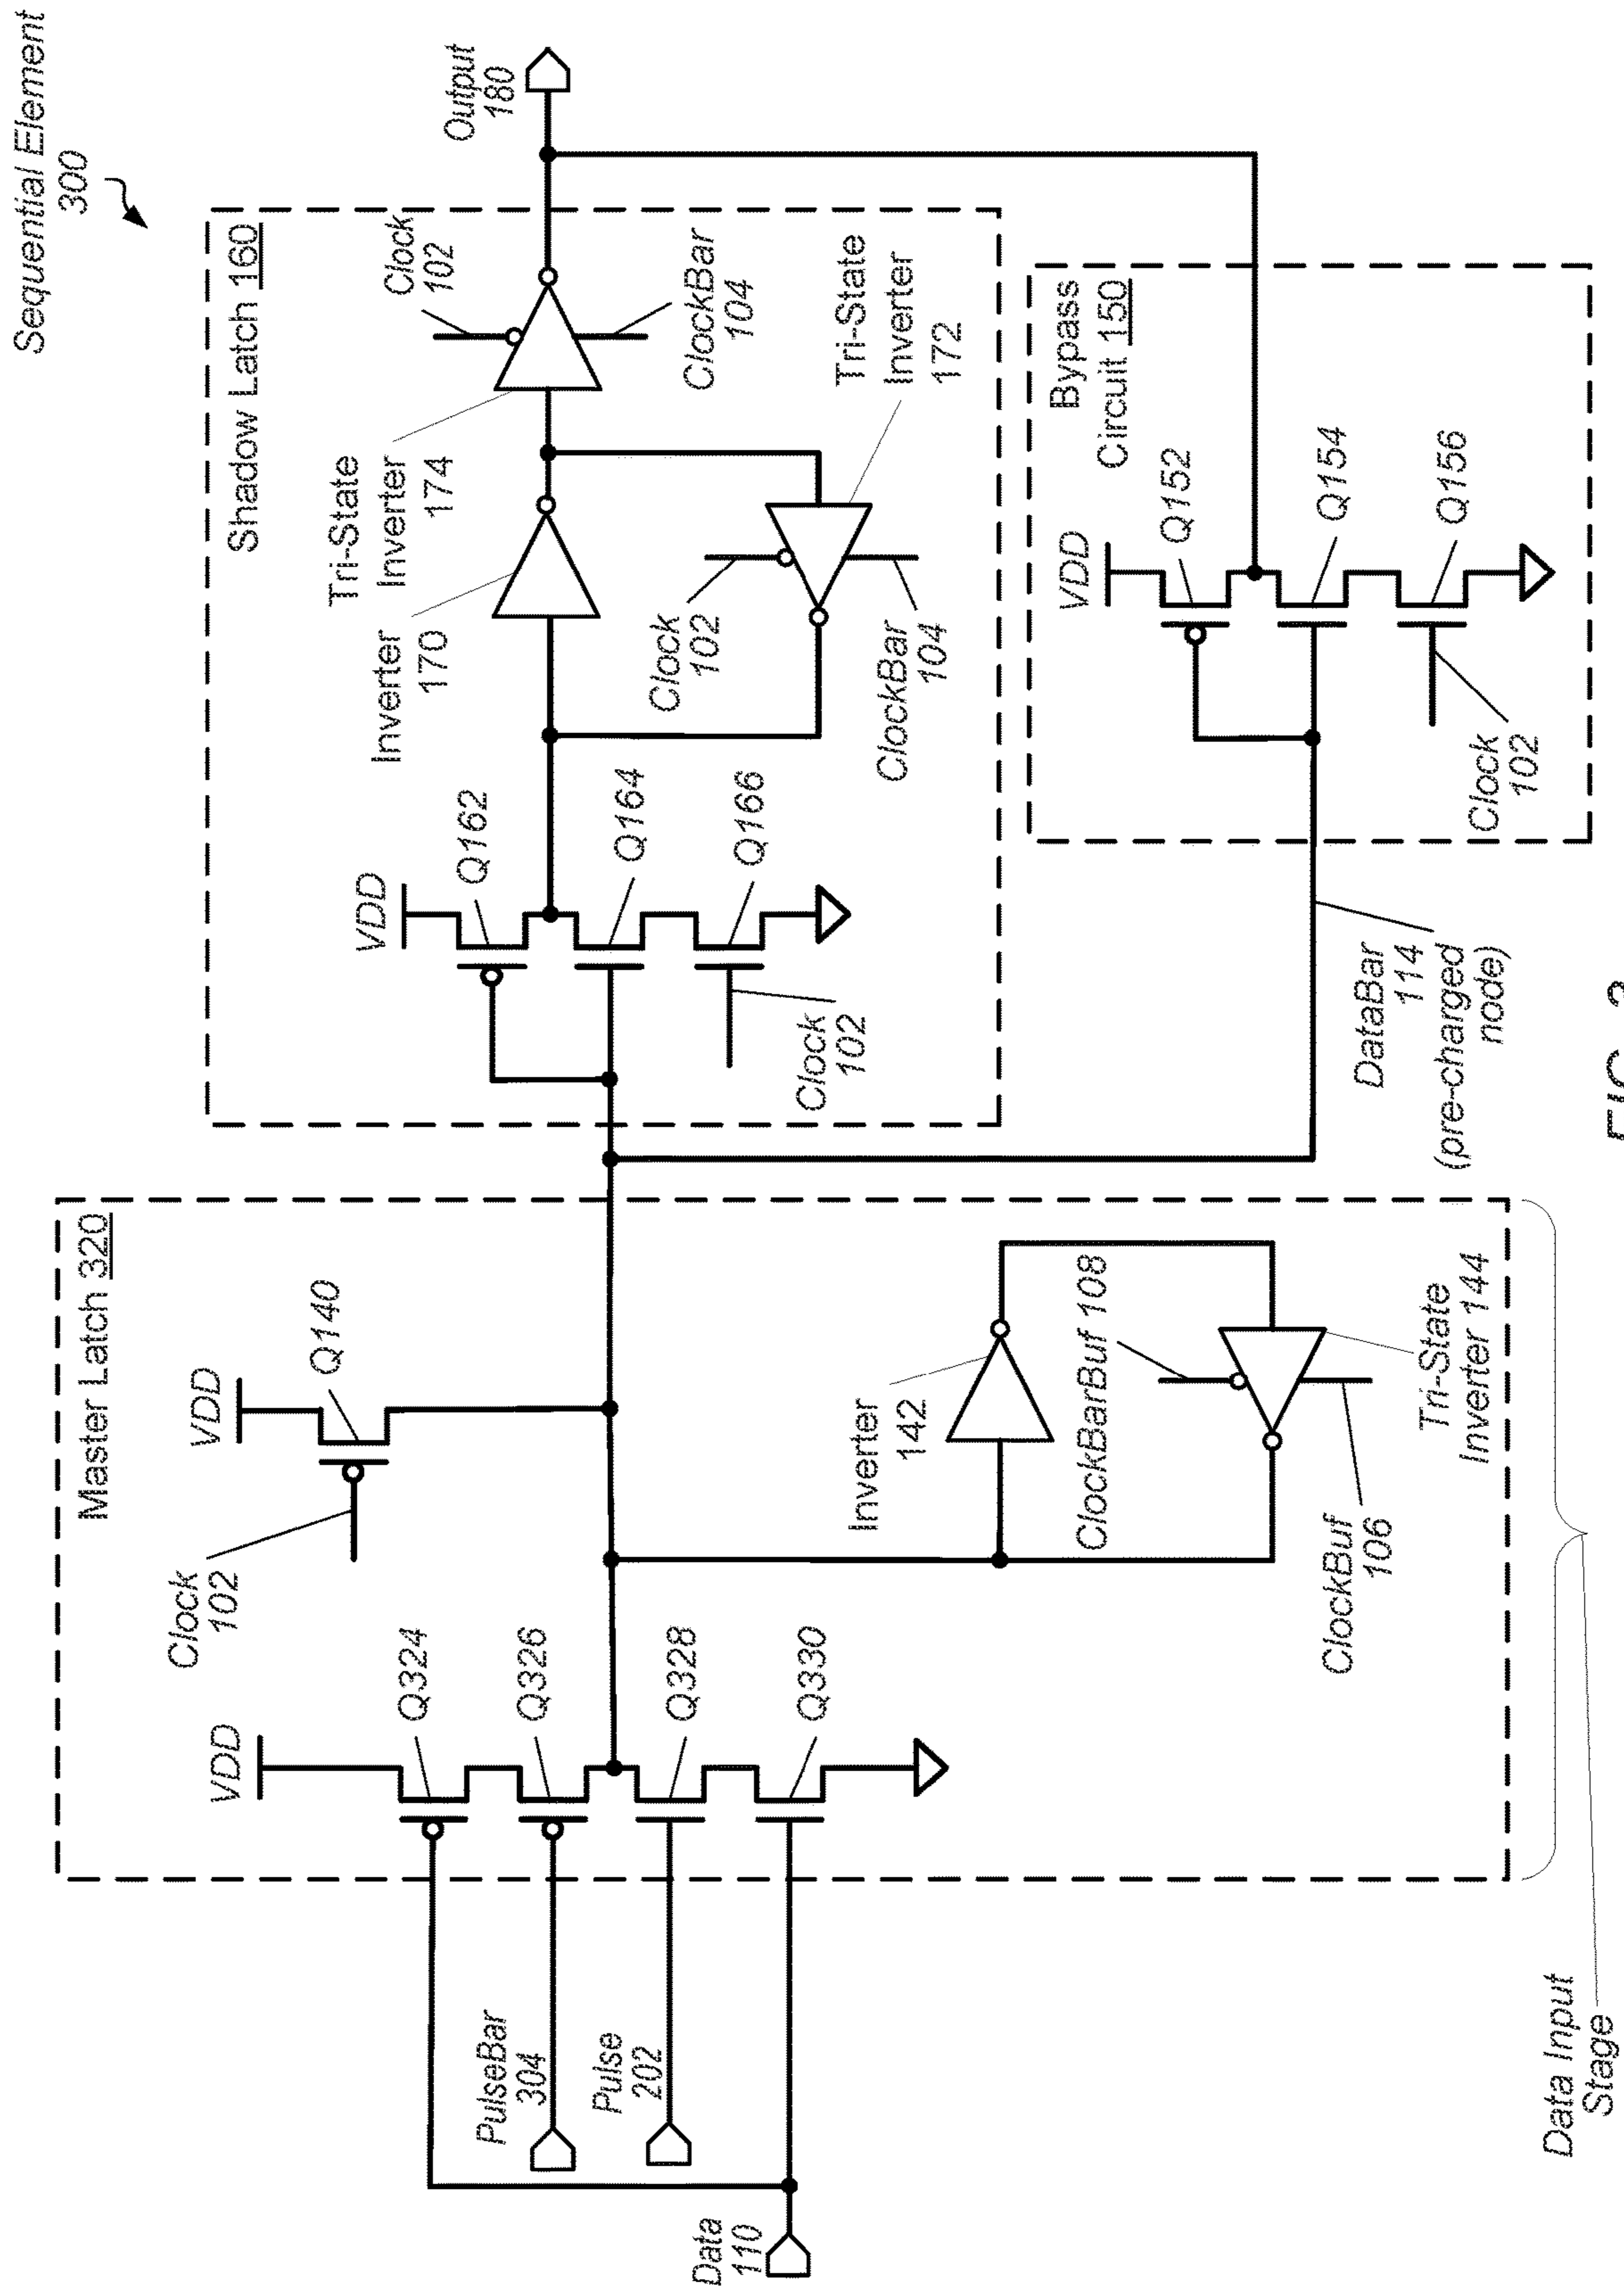 Sequential Element
300
Master Latch 320
VDD
Q140
Clock
102
VDD
Q324
Q326
Q328
Q330
PulseBar
304
Pulse
202
Data
110
Inverter
142
ClockBarBuf 108
ClockBuf
106
Tri-State
Inverter 144
Data Input
Stage
Shadow Latch 160
VDD
Q162
Q164
Q166
Clock
102
Inverter
170
Tri-State
Inverter
174
Clock
102
ClockBar
104
Clock
102
ClockBar
104
Tri-State
Inverter
172
Output
180
Bypass
Circuit 150
VDD
Q152
Q154
Q156
Clock
102
DataBar
114
(pre-charged
node)
FIG. 3